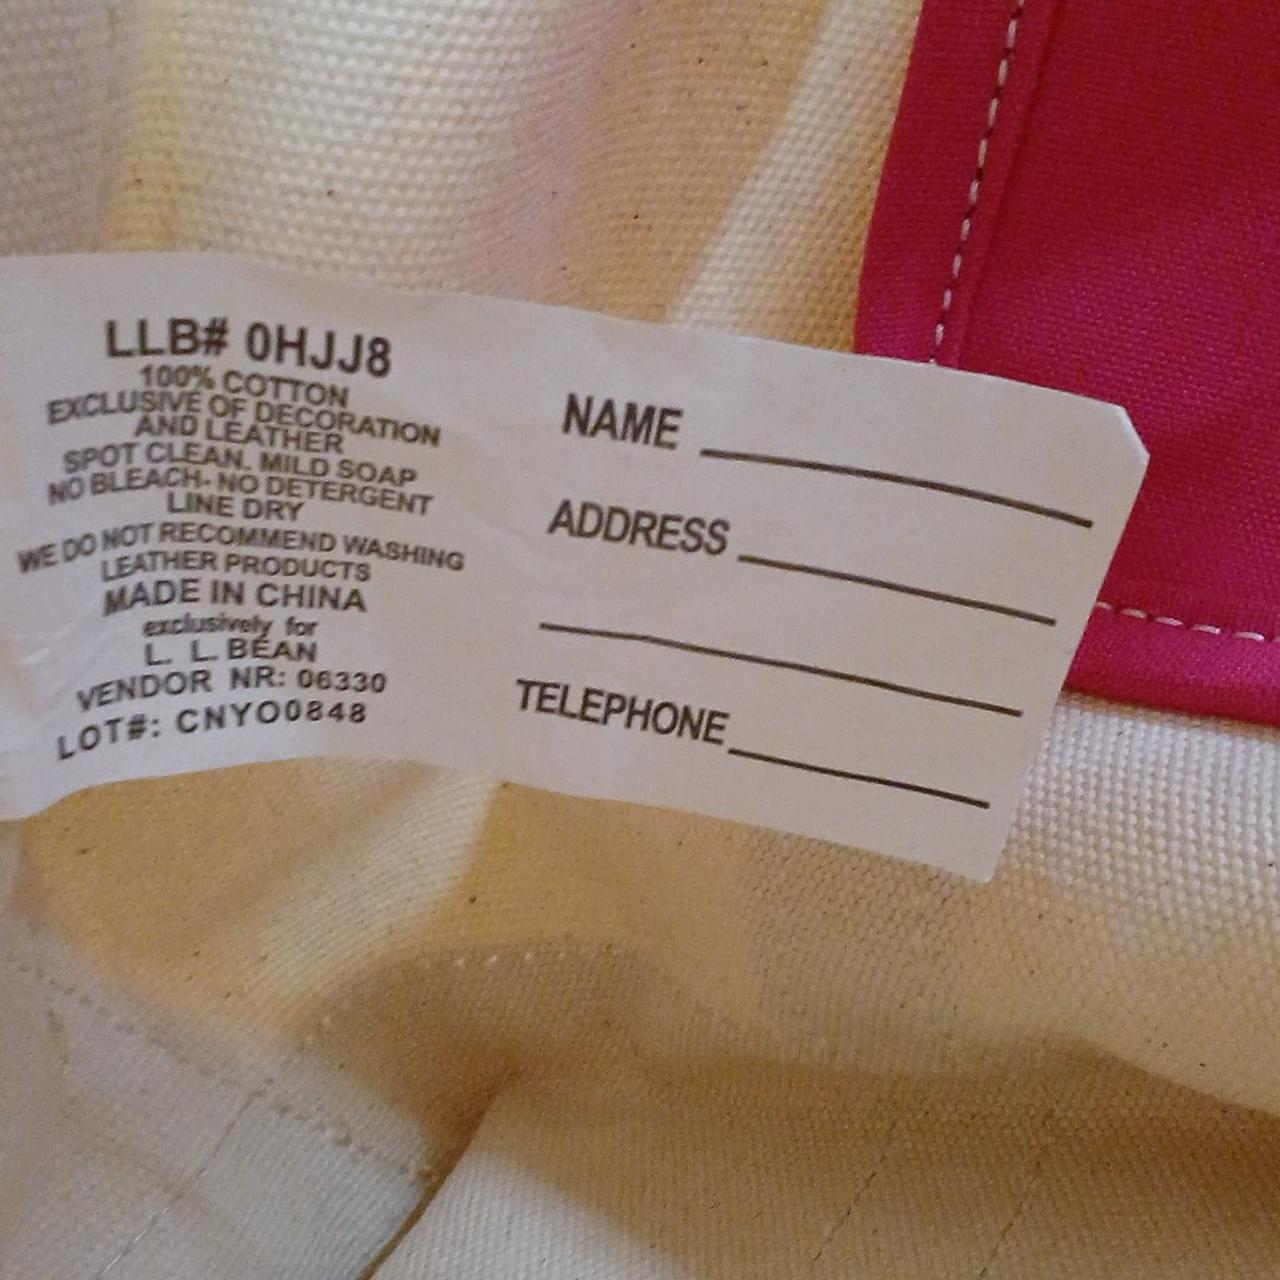 LLB# 0HJJ8
100% COTTON
EXCLUSIVE OF DECORATION
AND LEATHER
SPOT CLEAN. MILD SOAP
NO BLEACH- NO DETERGENT
LINE DRY
WE DO NOT RECOMMEND WASHING
LEATHER PRODUCTS
MADE IN CHINA
exclusively for
L. L. BEAN
VENDOR NR: 06330
LOT#: CNYO0848
NAME
ADDRESS
TELEPHONE